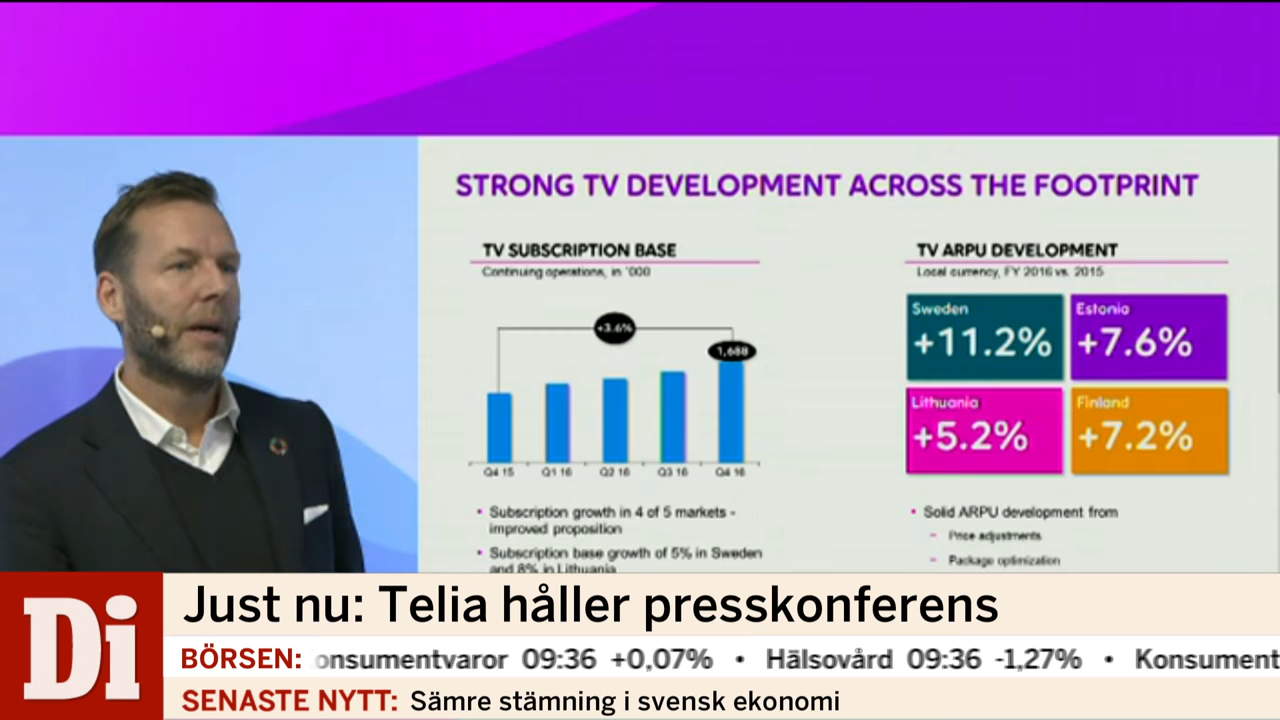 STRONG TV DEVELOPMENT ACROSS THE FOOTPRINT
TV SUBSCRIPTION BASE
Continuing operations, in '000
+3.6%
1,688
Q4 15 Q1 16 Q2 16 Q3 16 Q4 16
• Subscription growth in 4 of 5 markets -
improved proposition
• Subscription base growth of 5% in Sweden
and 8% in Lithuania
TV ARPU DEVELOPMENT
Local currency, FY 2016 vs. 2015
Sweden
+11.2%
Estonia
+7.6%
Lithuania
+5.2%
Finland
+7.2%
• Solid ARPU development from
– Price adjustments
– Package optimization
Di
Just nu: Telia håller presskonferens
BÖRSEN: onsumentvaror 09:36 +0,07% • Hälsovård 09:36 -1,27% • Konsument
SENASTE NYTT: Sämre stämning i svensk ekonomi